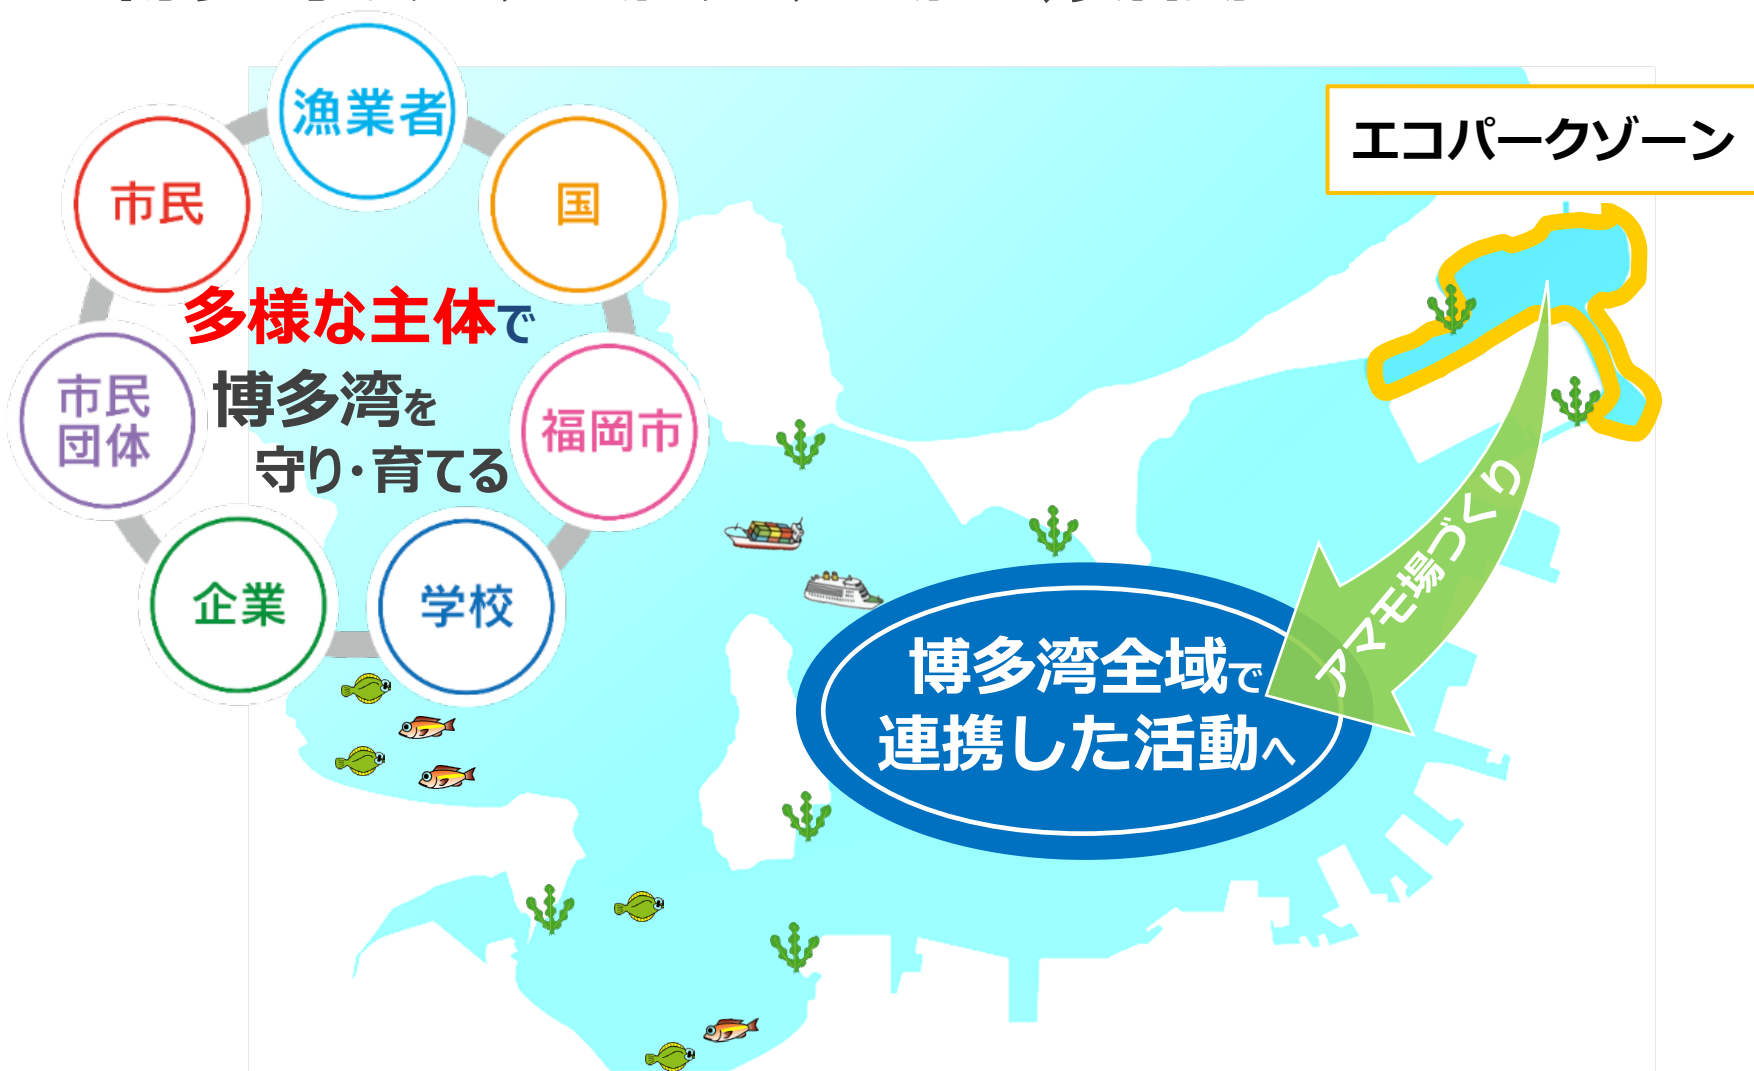 漁業者
市民
国
エコパークゾーン
多様な主体で
博多湾を
守り・育てる
市民
団体
福岡市
企業
学校
アマモ場づくり
博多湾全域で
連携した活動へ